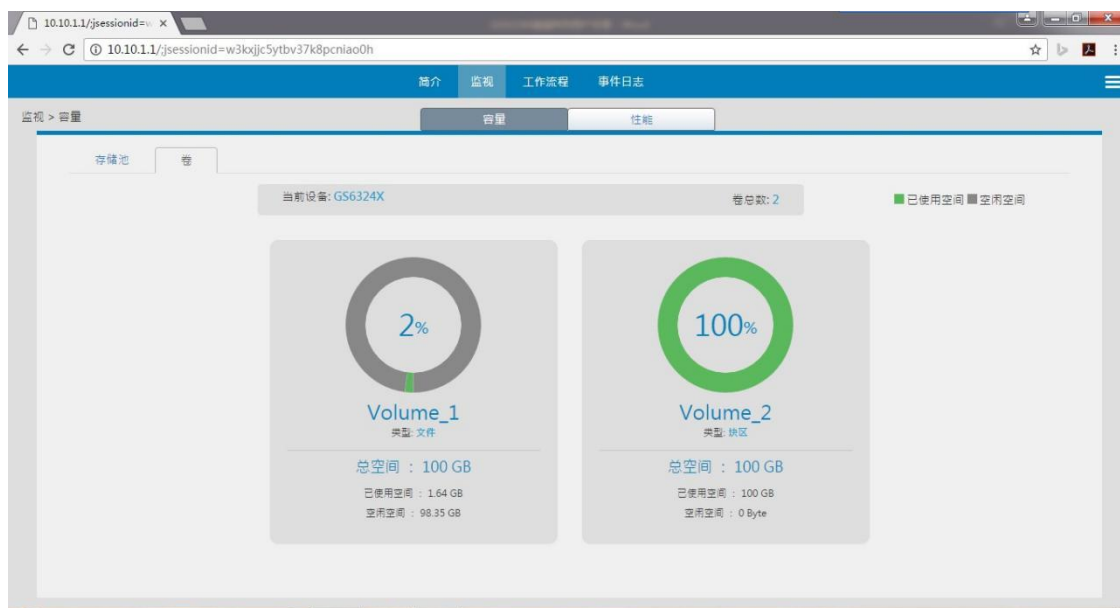 10.10.1.1/;jsessionid=w
10.10.1.1/;jsessionid=w3kxjjc5ytbv37k8pcniao0h
简介 监视 工作流程 事件日志
监视 > 容量
容量 性能
存储池 卷
当前设备: GS6324X 卷总数: 2 已使用空间 空闲空间
2% 100%
Volume_1 Volume_2
类型: 文件 类型: 块区
总空间 : 100 GB 总空间 : 100 GB
已使用空间 : 1.64 GB 已使用空间 : 100 GB
空闲空间 : 98.35 GB 空闲空间 : 0 Byte